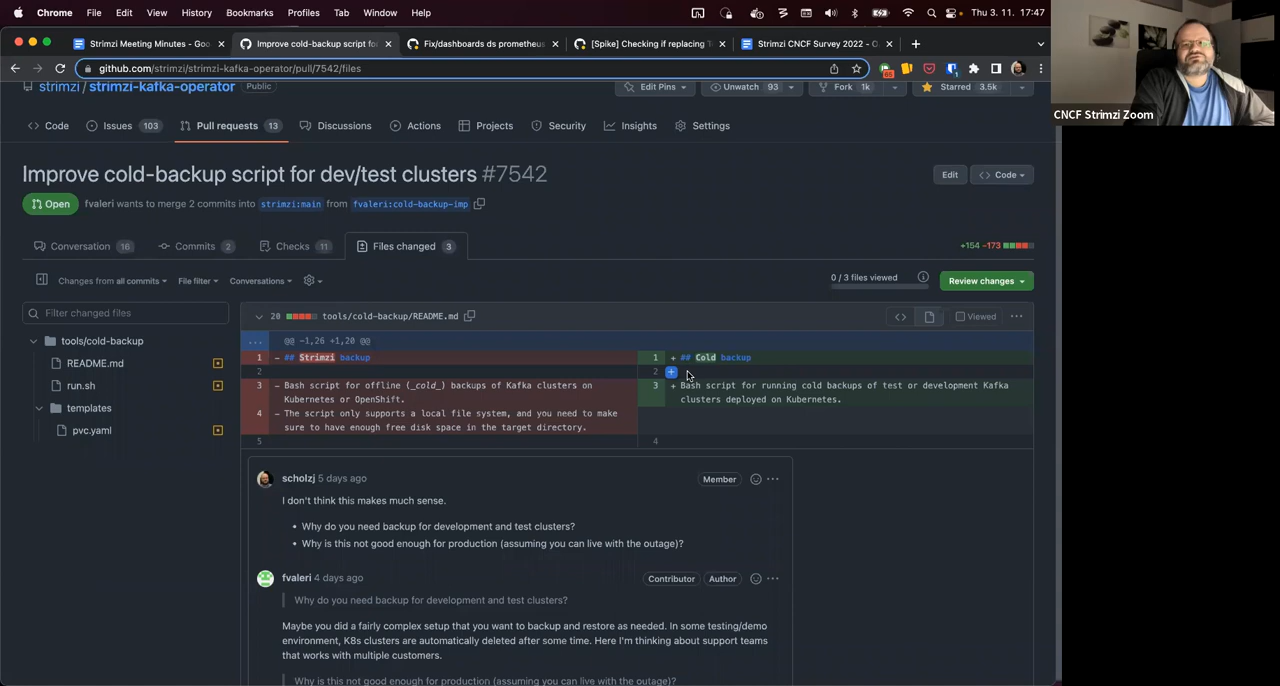 Chrome File Edit View History Bookmarks Profiles Tab Window Help Thu 3. 11. 17:47
Strimzi Meeting Minutes - Goo Improve cold-backup script for Fix/dashboards ds prometheus [Spike] Checking if replacing T Strimzi CNCF Survey 2022 - O
github.com/strimzi/strimzi-kafka-operator/pull/7542/files 65
strimzi / strimzi-kafka-operator Public Edit Pins Unwatch 93 Fork 1k Starred 3.5k
CNCF Strimzi Zoom
Code Issues 103 Pull requests 13 Discussions Actions Projects Security Insights Settings
Improve cold-backup script for dev/test clusters #7542 Edit Code
Open fvaleri wants to merge 2 commits into strimzi:main from fvaleri:cold-backup-imp
Conversation 16 Commits 2 Checks 11 Files changed 3 +154 −173
Changes from all commits File filter Conversations 0 / 3 files viewed Review changes
Filter changed files
tools/cold-backup
README.md
run.sh
templates
pvc.yaml
20 tools/cold-backup/README.md Viewed
... @@ -1,26 +1,20 @@
1 - ## Strimzi backup 1 + ## Cold backup
2 2
3 - Bash script for offline (_cold_) backups of Kafka clusters on 3 + Bash script for running cold backups of test or development Kafka
Kubernetes or OpenShift. clusters deployed on Kubernetes.
4 - The script only supports a local file system, and you need to make
sure to have enough free disk space in the target directory.
5 4
scholzj 5 days ago Member
I don't think this makes much sense.
• Why do you need backup for development and test clusters?
• Why is this not good enough for production (assuming you can live with the outage)?
fvaleri 4 days ago Contributor Author
Why do you need backup for development and test clusters?
Maybe you did a fairly complex setup that you want to backup and restore as needed. In some testing/demo
environment, K8s clusters are automatically deleted after some time. Here I'm thinking about support teams
that works with multiple customers.
Why is this not good enough for production (assuming you can live with the outage)?